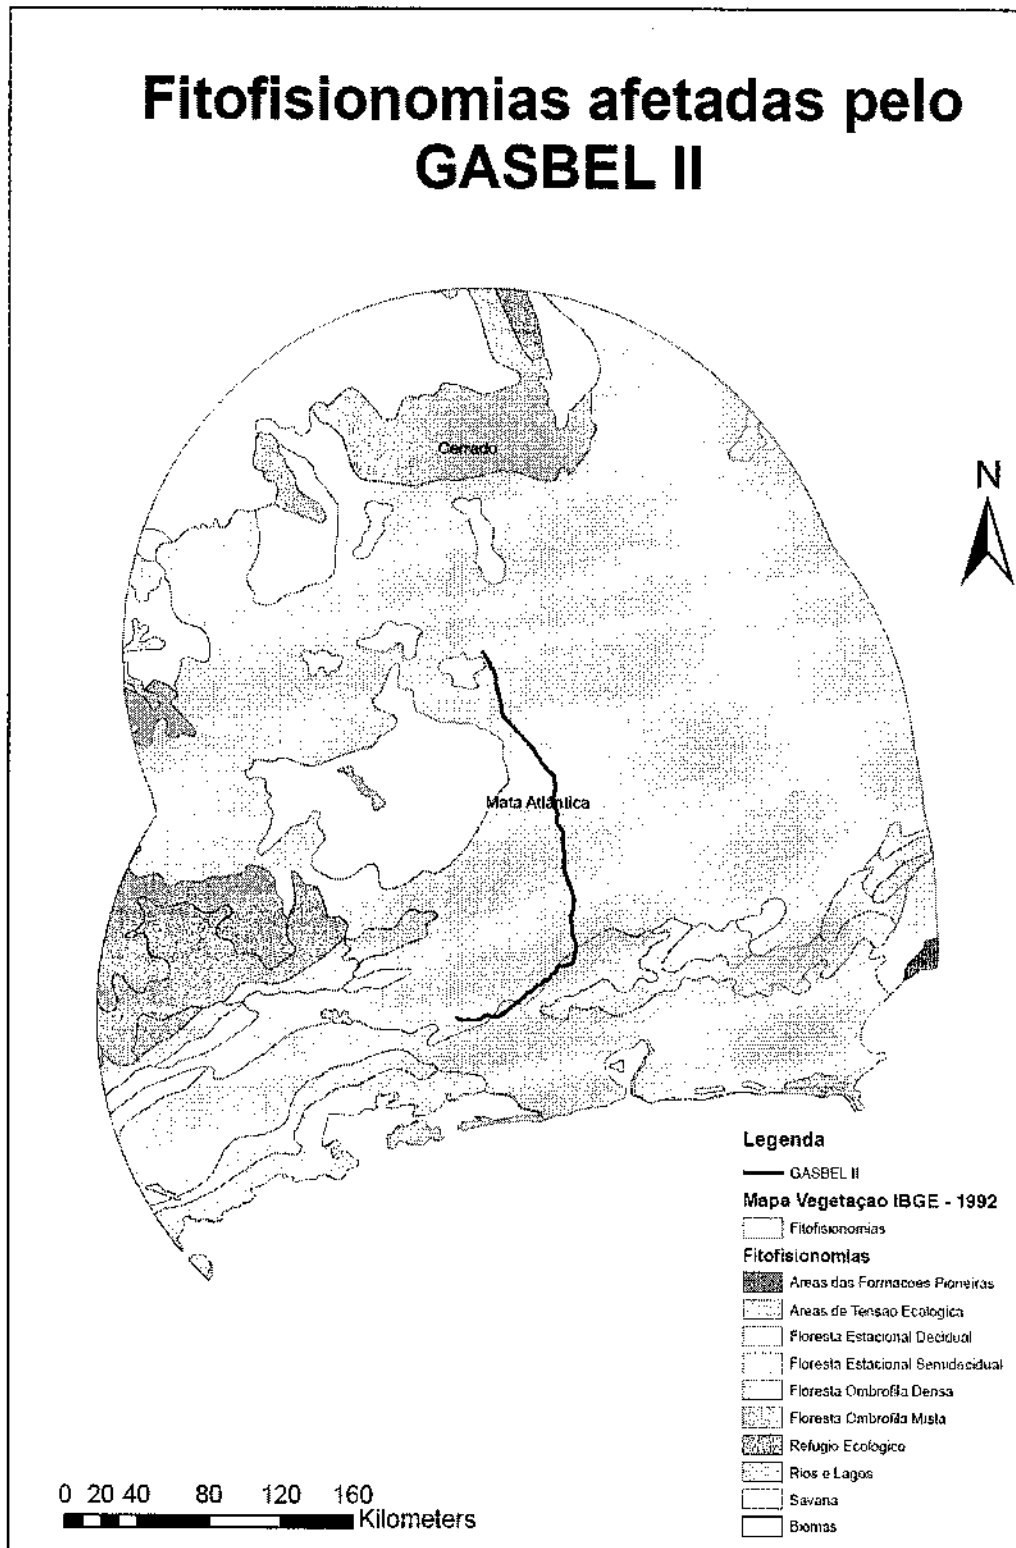 Fitofisionomias afetadas pelo
GASBEL II
Cerrado
N
Mata Atlântica
Legenda
GASBEL II
Mapa Vegetaçao IBGE - 1992
Fitofisionomias
Fitofisionomias
Areas das Formacoes Pioneiras
Areas de Tensao Ecologica
Floresta Estacional Decidual
Floresta Estacional Semidecidual
Floresta Ombrofila Densa
Floresta Ombrofila Mista
Refugio Ecologico
Rios e Lagos
Savana
Biomas
0 20 40 80 120 160
Kilometers